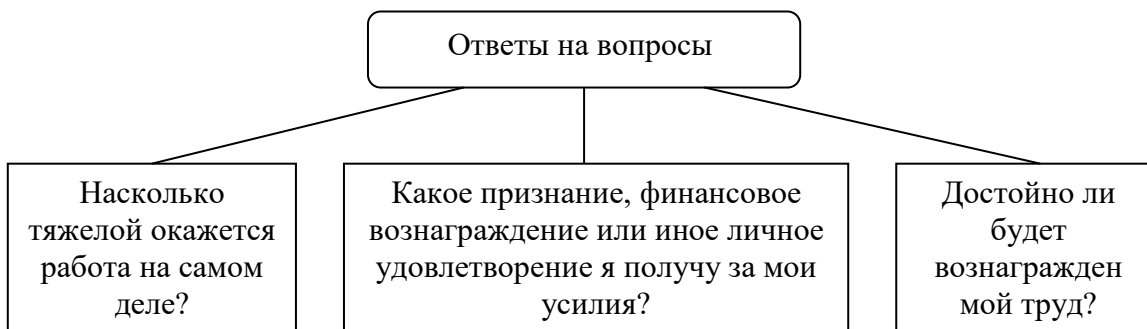 Ответы на вопросы
Насколько
тяжелой окажется
работа на самом
деле?
Какое признание, финансовое
вознаграждение или иное личное
удовлетворение я получу за мои
усилия?
Достойно ли
будет
вознагражден
мой труд?